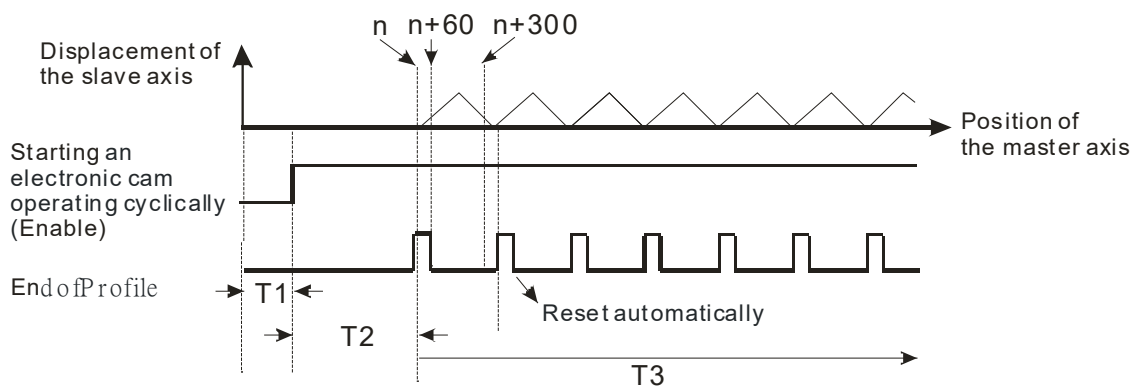 n n+60 n+300
Displacement of
the slave axis
Position of
the master axis
Starting an
electronic cam
operating cyclically
(Enable)
EndofProfile
T1
Reset automatically
T2
T3